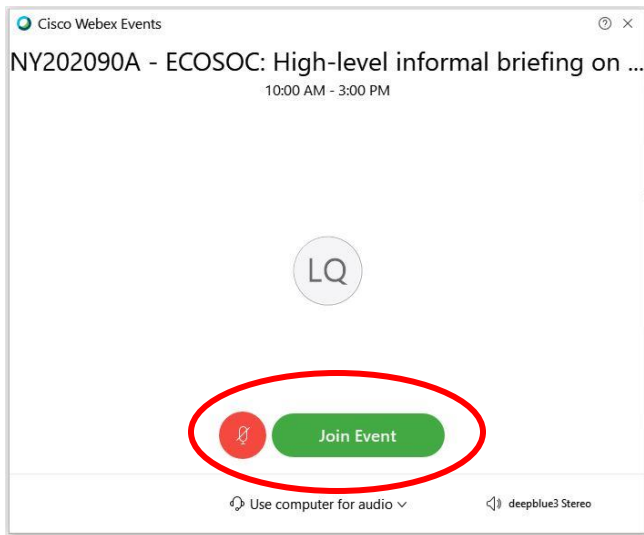 Cisco Webex Events
NY202090A - ECOSOC: High-level informal briefing on ...
10:00 AM - 3:00 PM
LQ
Join Event
Use computer for audio
deepblue3 Stereo